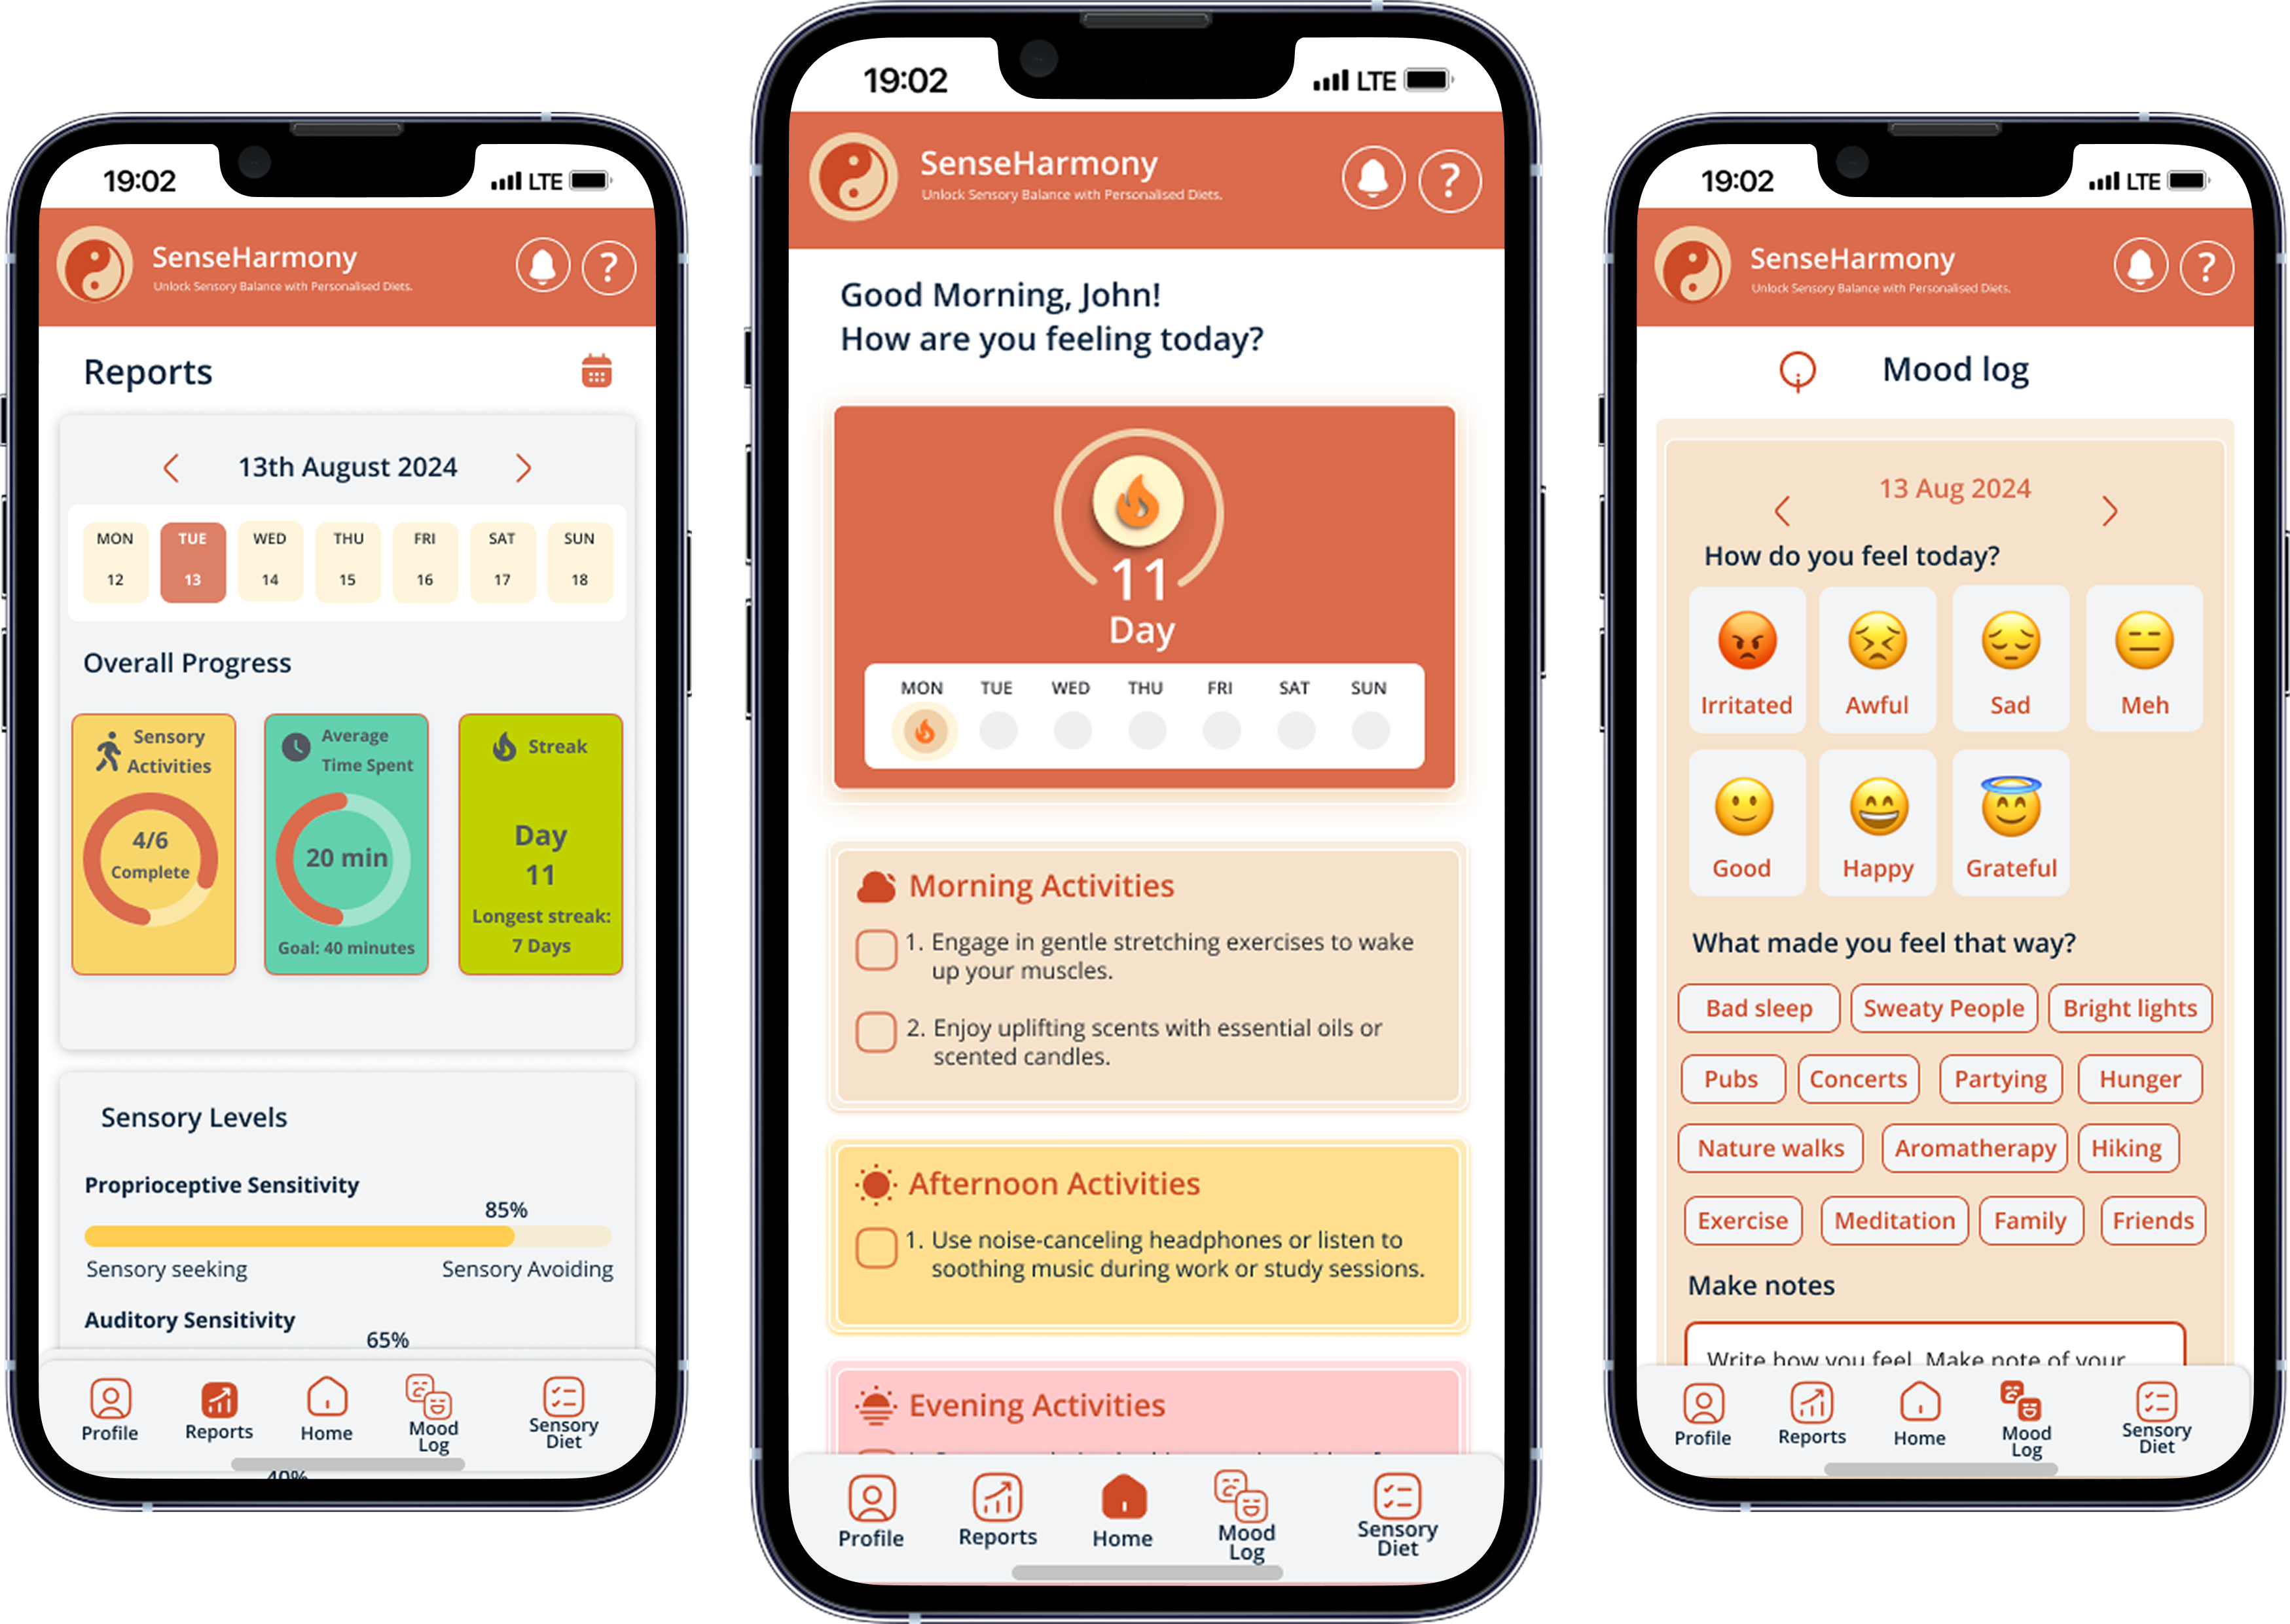 19:02
LTE
SenseHarmony
Unlock Sensory Balance with Personalised Diets.
?
Reports
13th August 2024
MON TUE WED THU FRI SAT SUN
12 13 14 15 16 17 18
Overall Progress
Sensory
Activities
4/6
Complete
Average
Time Spent
20 min
Goal: 40 minutes
Streak
Day
11
Longest streak:
7 Days
Sensory Levels
Proprioceptive Sensitivity
85%
Sensory seeking Sensory Avoiding
Auditory Sensitivity
65%
Profile
Reports
Home
Mood
Log
Sensory
Diet
40%
19:02
LTE
SenseHarmony
Unlock Sensory Balance with Personalised Diets.
?
Good Morning, John!
How are you feeling today?
11
Day
MON TUE WED THU FRI SAT SUN
Morning Activities
1. Engage in gentle stretching exercises to wake
up your muscles.
2. Enjoy uplifting scents with essential oils or
scented candles.
Afternoon Activities
1. Use noise-canceling headphones or listen to
soothing music during work or study sessions.
Evening Activities
Profile
Reports
Home
Mood
Log
Sensory
Diet
19:02
LTE
SenseHarmony
Unlock Sensory Balance with Personalised Diets.
?
Mood log
13 Aug 2024
How do you feel today?
Irritated Awful Sad Meh
Good Happy Grateful
What made you feel that way?
Bad sleep Sweaty People Bright lights
Pubs Concerts Partying Hunger
Nature walks Aromatherapy Hiking
Exercise Meditation Family Friends
Make notes
Write how you feel. Make note of your
Profile
Reports
Home
Mood
Log
Sensory
Diet